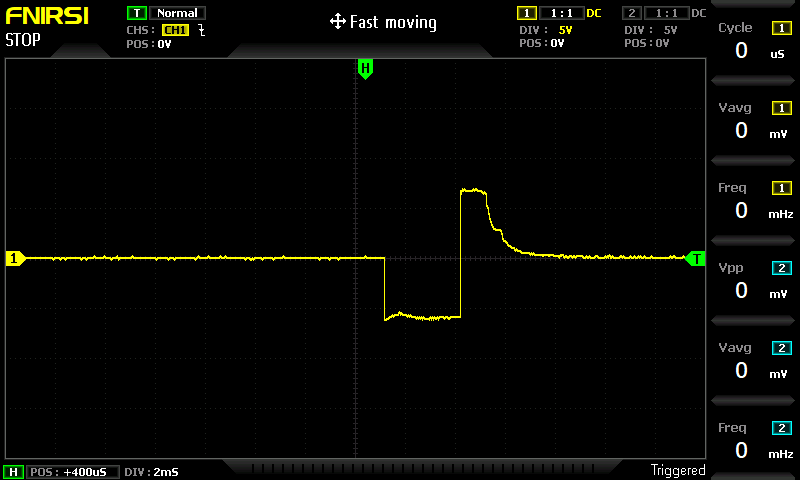 FNIRSI
STOP
T Normal
CHS: CH1
POS:0V
Fast moving
1 1:1 DC
DIV: 5V
POS:0V
2 1:1 DC
DIV: 5V
POS:0V
H
1
T
Cycle 1
0 uS
Vavg 1
0 mV
Freq 1
0 mHz
Vpp 2
0 mV
Vavg 2
0 mV
Freq 2
0 mHz
H POS: +400uS DIV:2mS
Triggered